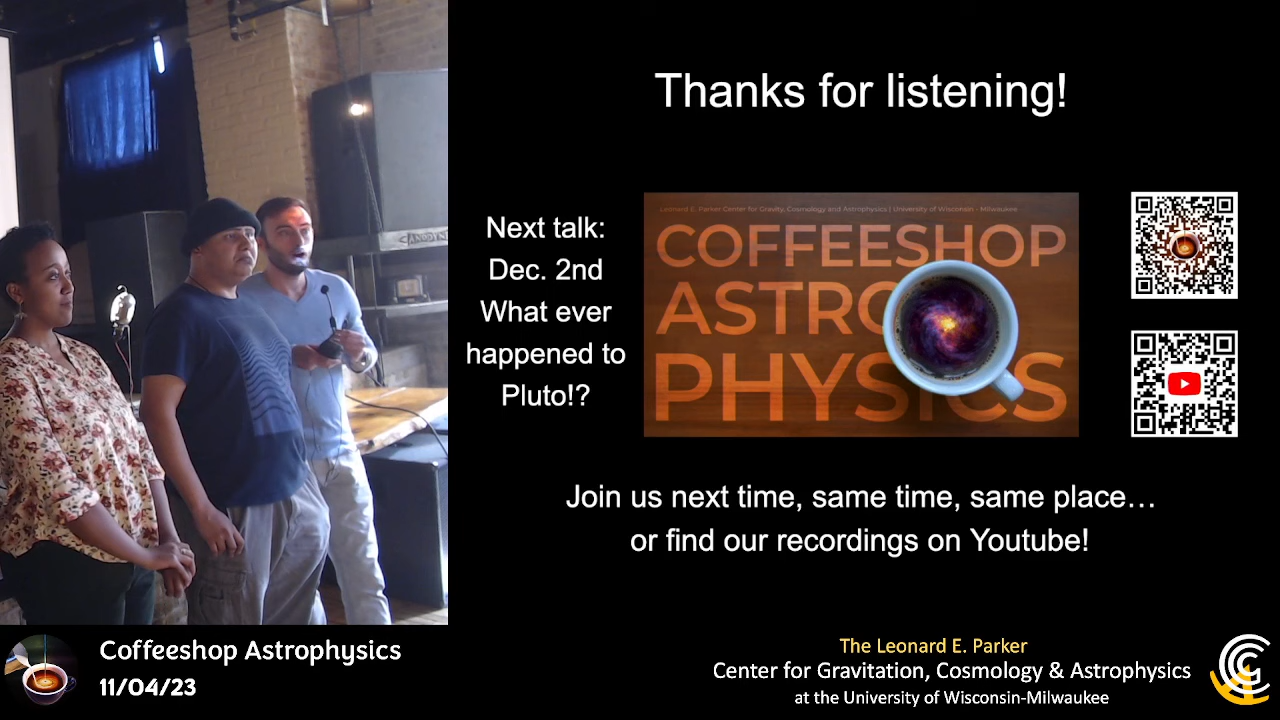 Thanks for listening!
Next talk:
Dec. 2nd
What ever
happened to
Pluto!?
Leonard E. Parker Center for Gravity, Cosmology and Astrophysics | University of Wisconsin - Milwaukee
COFFEESHOP
ASTRO
PHYSICS
Join us next time, same time, same place…
or find our recordings on Youtube!
Coffeeshop Astrophysics
11/04/23
The Leonard E. Parker
Center for Gravitation, Cosmology & Astrophysics
at the University of Wisconsin-Milwaukee